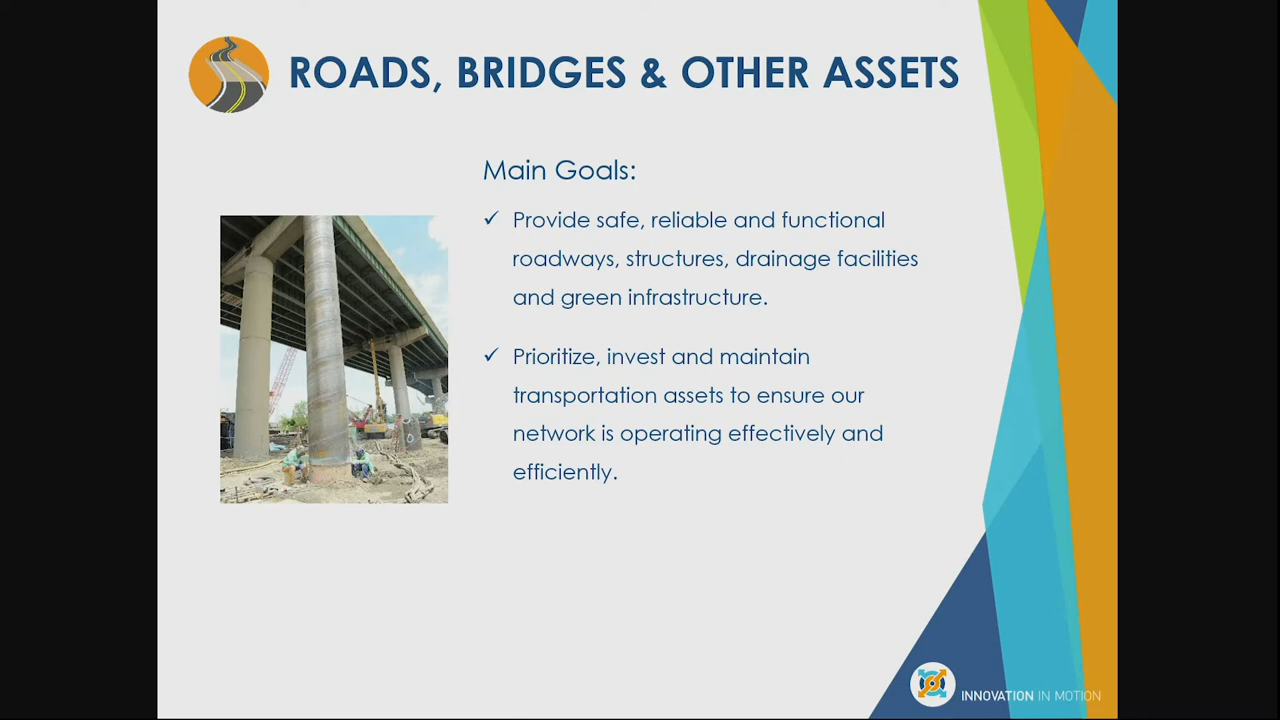 ROADS, BRIDGES & OTHER ASSETS
Main Goals:
✓ Provide safe, reliable and functional
roadways, structures, drainage facilities
and green infrastructure.
✓ Prioritize, invest and maintain
transportation assets to ensure our
network is operating effectively and
efficiently.
INNOVATION IN MOTION